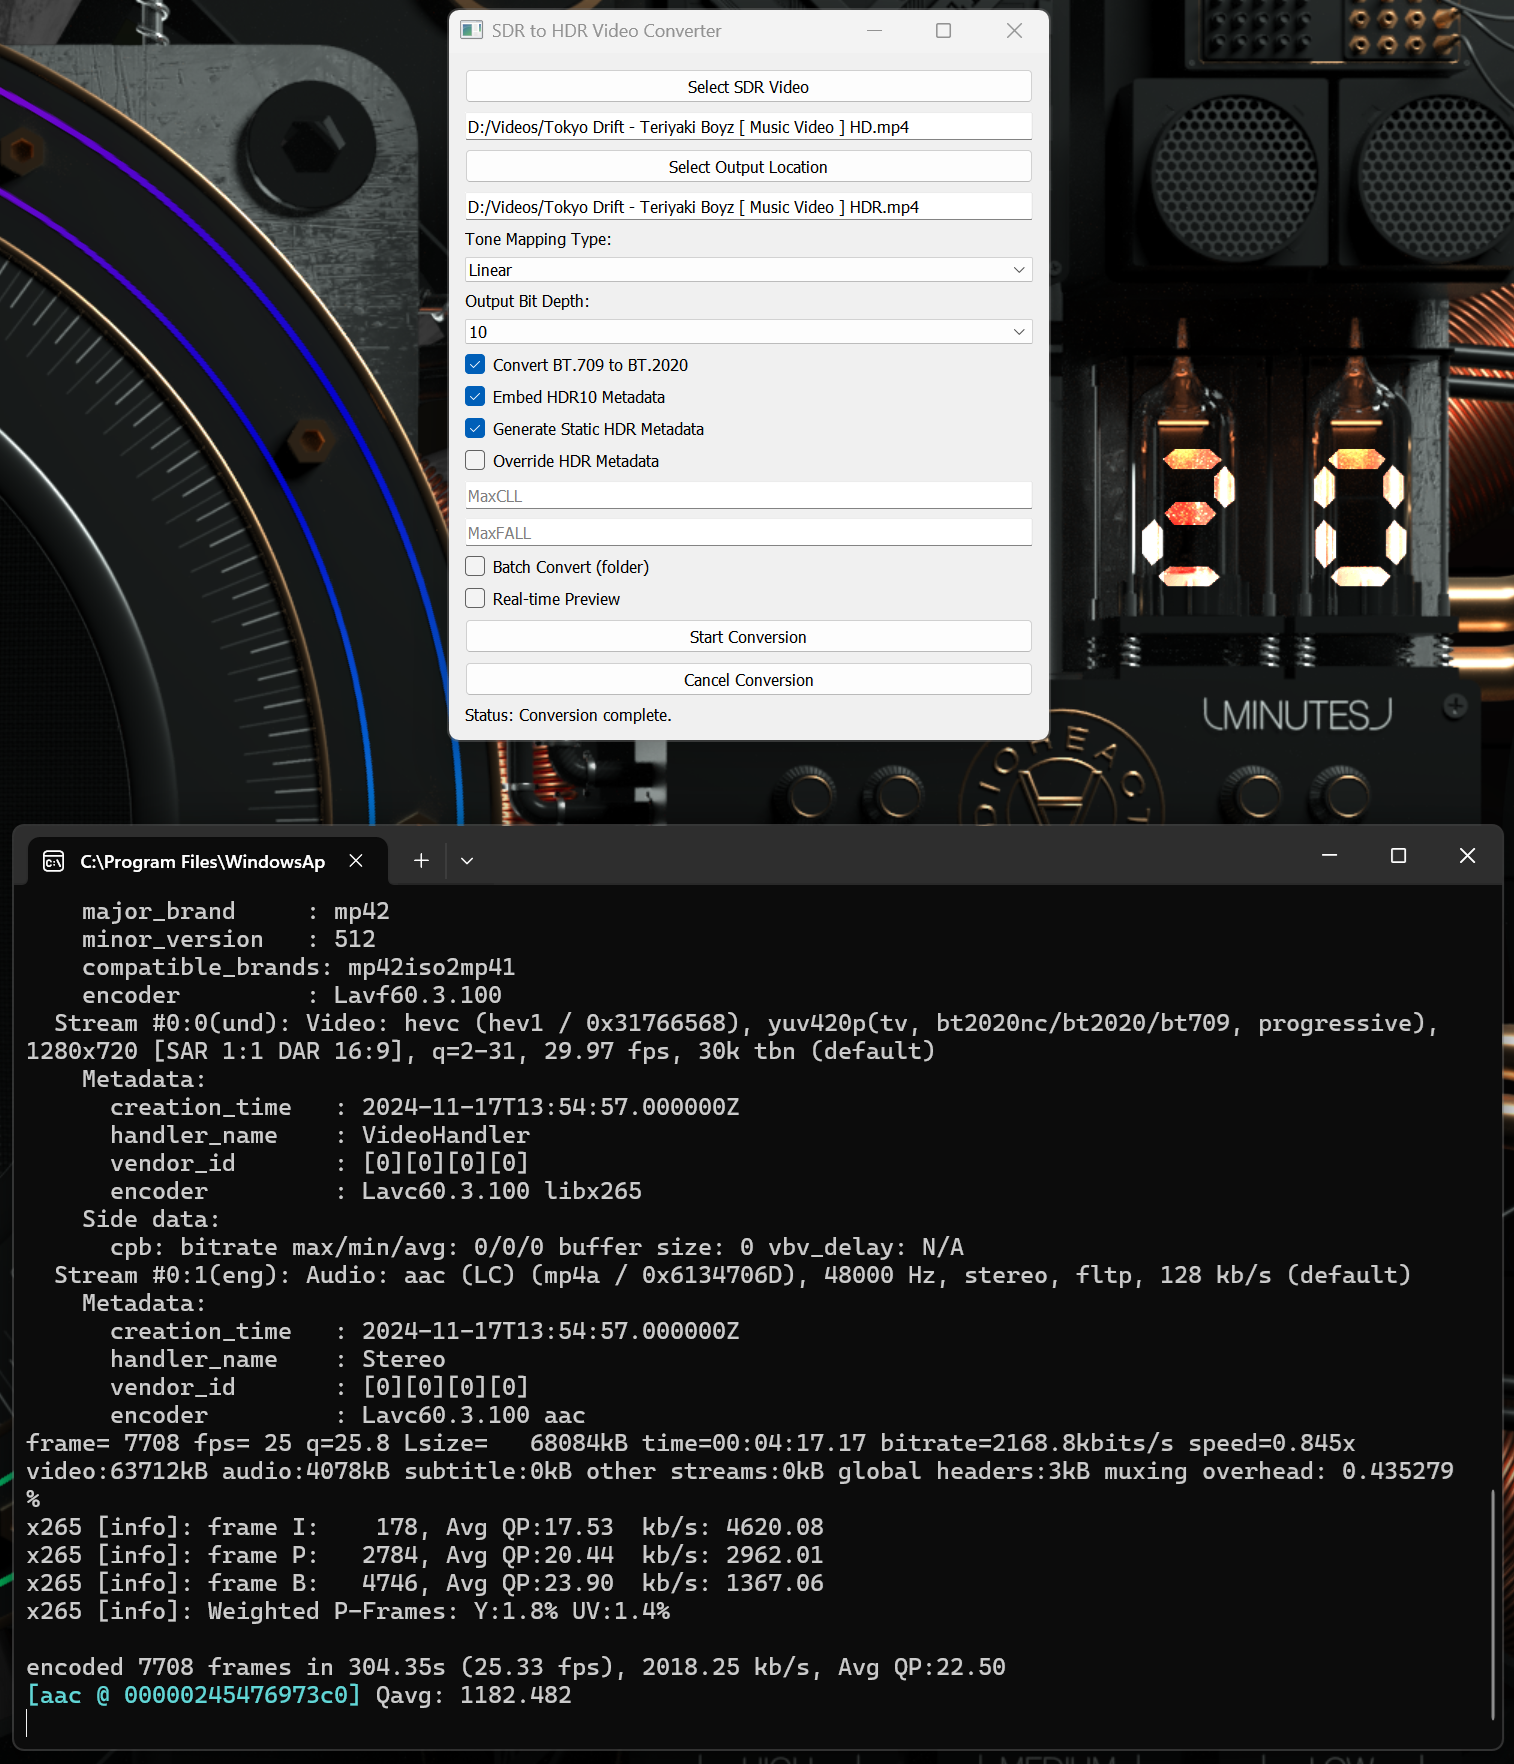 SDR to HDR Video Converter
Select SDR Video
D:/Videos/Tokyo Drift - Teriyaki Boyz [ Music Video ] HD.mp4
Select Output Location
D:/Videos/Tokyo Drift - Teriyaki Boyz [ Music Video ] HDR.mp4
Tone Mapping Type:
Linear
Output Bit Depth:
10
Convert BT.709 to BT.2020
Embed HDR10 Metadata
Generate Static HDR Metadata
Override HDR Metadata
MaxCLL
MaxFALL
Batch Convert (folder)
Real-time Preview
Start Conversion
Cancel Conversion
Status: Conversion complete.
20
MINUTES
C:\Program Files\WindowsAp
major_brand     : mp42
minor_version   : 512
compatible_brands: mp42iso2mp41
encoder         : Lavf60.3.100
Stream #0:0(und): Video: hevc (hev1 / 0x31766568), yuv420p(tv, bt2020nc/bt2020/bt709, progressive),
1280x720 [SAR 1:1 DAR 16:9], q=2-31, 29.97 fps, 30k tbn (default)
Metadata:
creation_time   : 2024-11-17T13:54:57.000000Z
handler_name    : VideoHandler
vendor_id       : [0][0][0][0]
encoder         : Lavc60.3.100 libx265
Side data:
cpb: bitrate max/min/avg: 0/0/0 buffer size: 0 vbv_delay: N/A
Stream #0:1(eng): Audio: aac (LC) (mp4a / 0x6134706D), 48000 Hz, stereo, fltp, 128 kb/s (default)
Metadata:
creation_time   : 2024-11-17T13:54:57.000000Z
handler_name    : Stereo
vendor_id       : [0][0][0][0]
encoder         : Lavc60.3.100 aac
frame= 7708 fps= 25 q=25.8 Lsize=   68084kB time=00:04:17.17 bitrate=2168.8kbits/s speed=0.845x
video:63712kB audio:4078kB subtitle:0kB other streams:0kB global headers:3kB muxing overhead: 0.435279
%
x265 [info]: frame I:    178, Avg QP:17.53  kb/s: 4620.08
x265 [info]: frame P:   2784, Avg QP:20.44  kb/s: 2962.01
x265 [info]: frame B:   4746, Avg QP:23.90  kb/s: 1367.06
x265 [info]: Weighted P-Frames: Y:1.8% UV:1.4%
encoded 7708 frames in 304.35s (25.33 fps), 2018.25 kb/s, Avg QP:22.50
[aac @ 00000245476973c0] Qavg: 1182.482